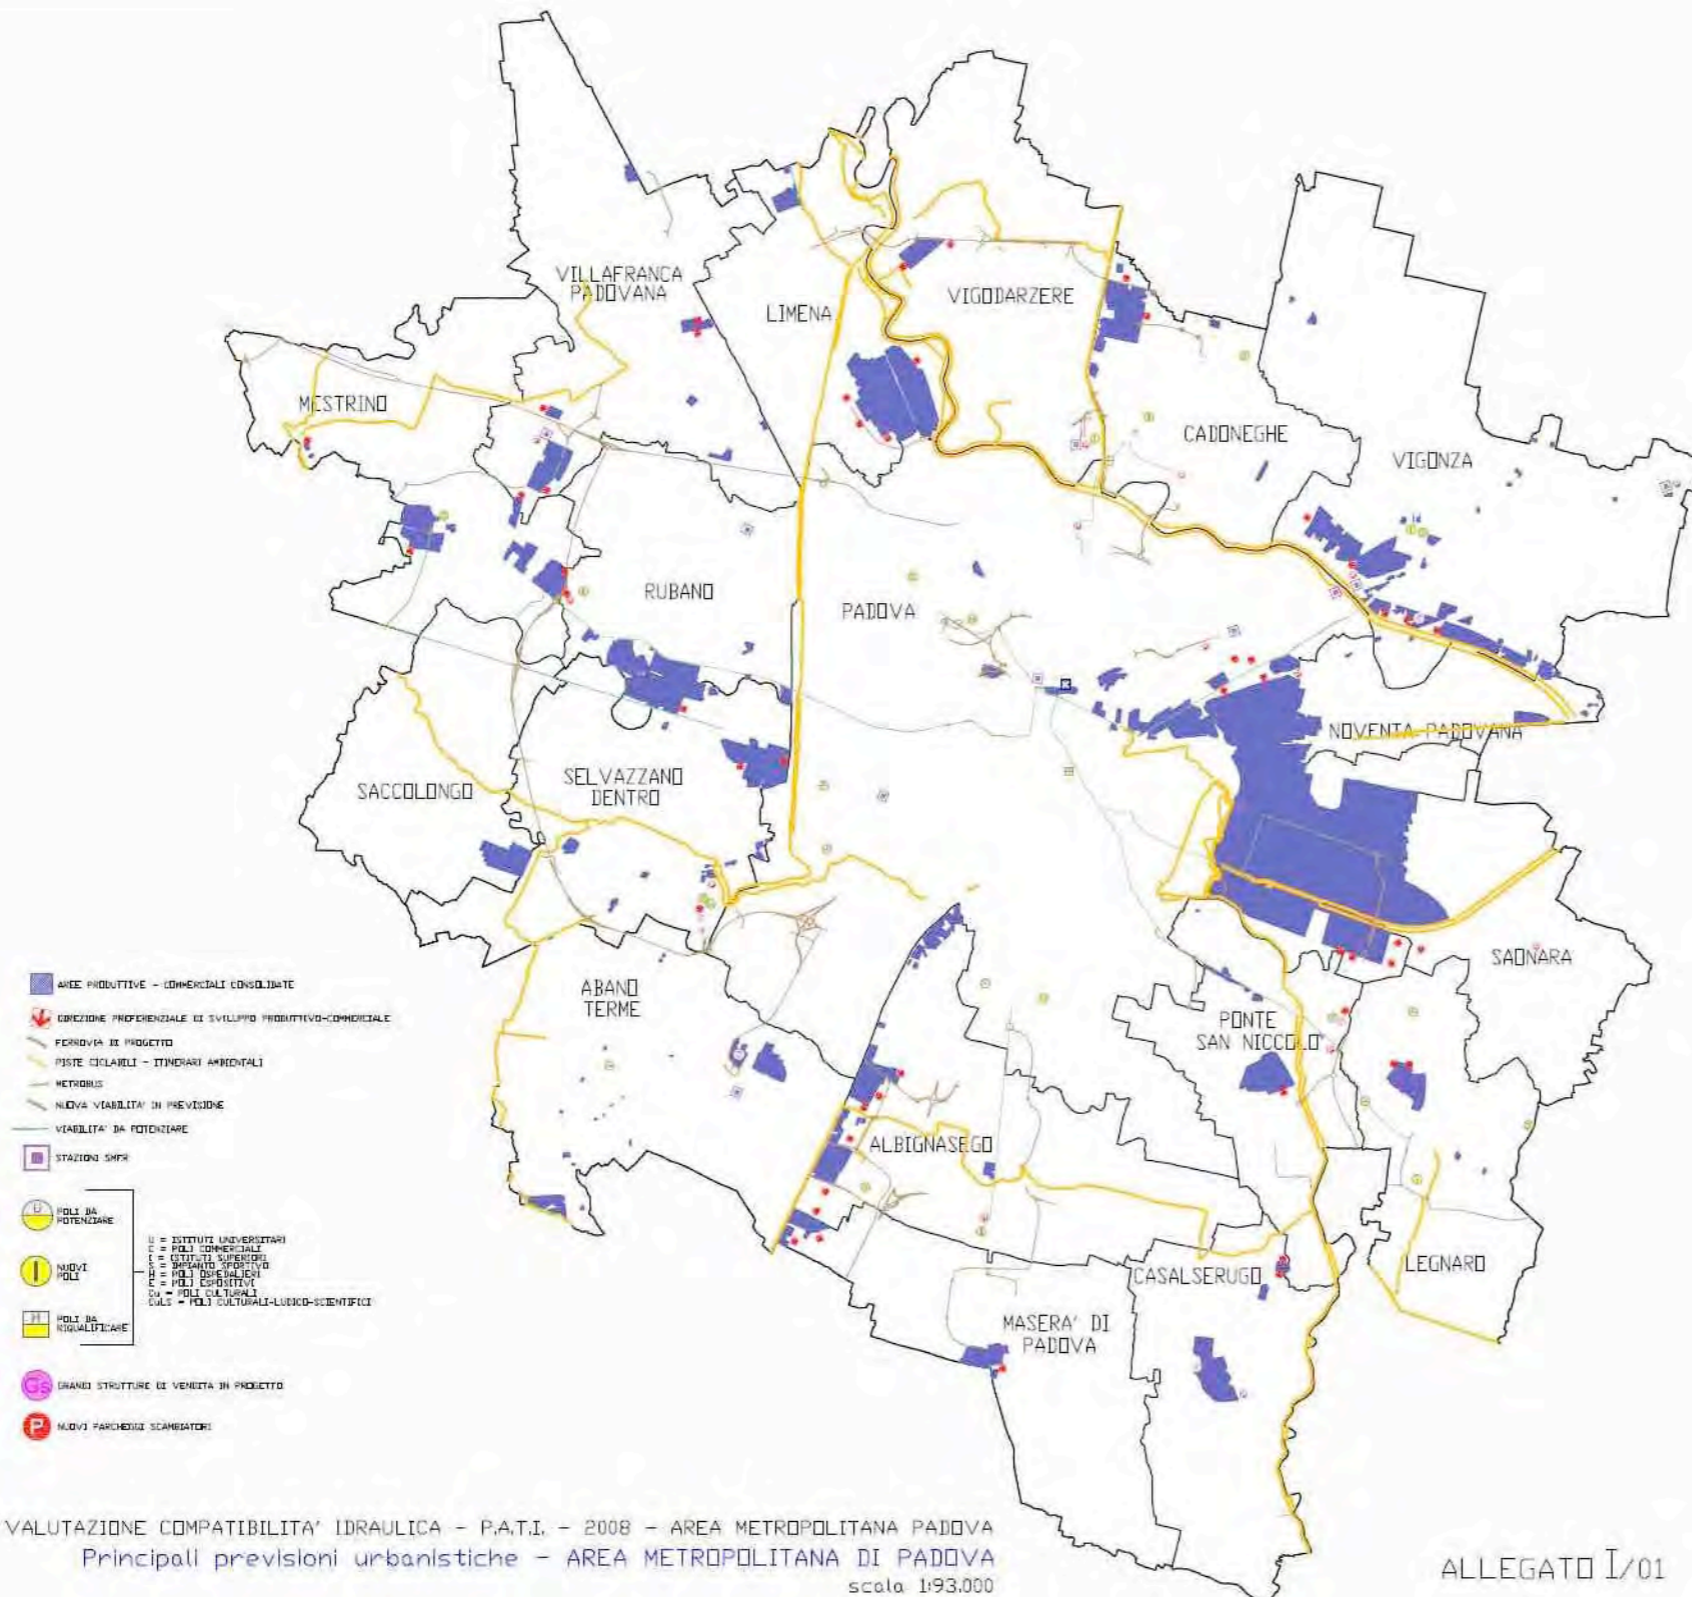 VILLAFRANCA
PADOVANA
LIMENA
VIGODARZERE
MESTRINO
CADONEGHE
VIGONZA
RUBANO
PADOVA
NOVENTA PADOVANA
SACCOLONGO
SELVAZZANO
DENTRO
SAONARA
ABANO
TERME
PONTE
SAN NICCOLO'
ALBIGNASEGO
CASALSERUGO
LEGNARO
MASERA' DI
PADOVA
AREE PRODUTTIVE - COMMERCIALI CONSOLIDATE
DIREZIONE PREFERENZIALE DI SVILUPPO PRODUTTIVO-COMMERCIALE
FERROVIA DI PROGETTO
PISTE CICLABILI - ITINERARI AMBIENTALI
METROBUS
NUOVA VIABILITA' IN PREVISIONE
VIABILITA' DA POTENZIARE
STAZIONI SMFR
U
POLI DA
POTENZIARE
I
NUOVI
POLI
H
POLI DA
RIQUALIFICARE
U = ISTITUTI UNIVERSITARI
C = POLI COMMERCIALI
I = ISTITUTI SUPERIORI
S = IMPIANTO SPORTIVO
H = POLI OSPEDALIERI
E = POLI ESPOSITIVI
Cu = POLI CULTURALI
CuLS = POLI CULTURALI-LUDICO-SCIENTIFICI
Gs GRANDI STRUTTURE DI VENDITA IN PROGETTO
P NUOVI PARCHEGGI SCAMBIATORI
VALUTAZIONE COMPATIBILITA' IDRAULICA - P.A.T.I. - 2008 - AREA METROPOLITANA PADOVA
Principali previsioni urbanistiche - AREA METROPOLITANA DI PADOVA
scala 1:93.000
ALLEGATO I/01